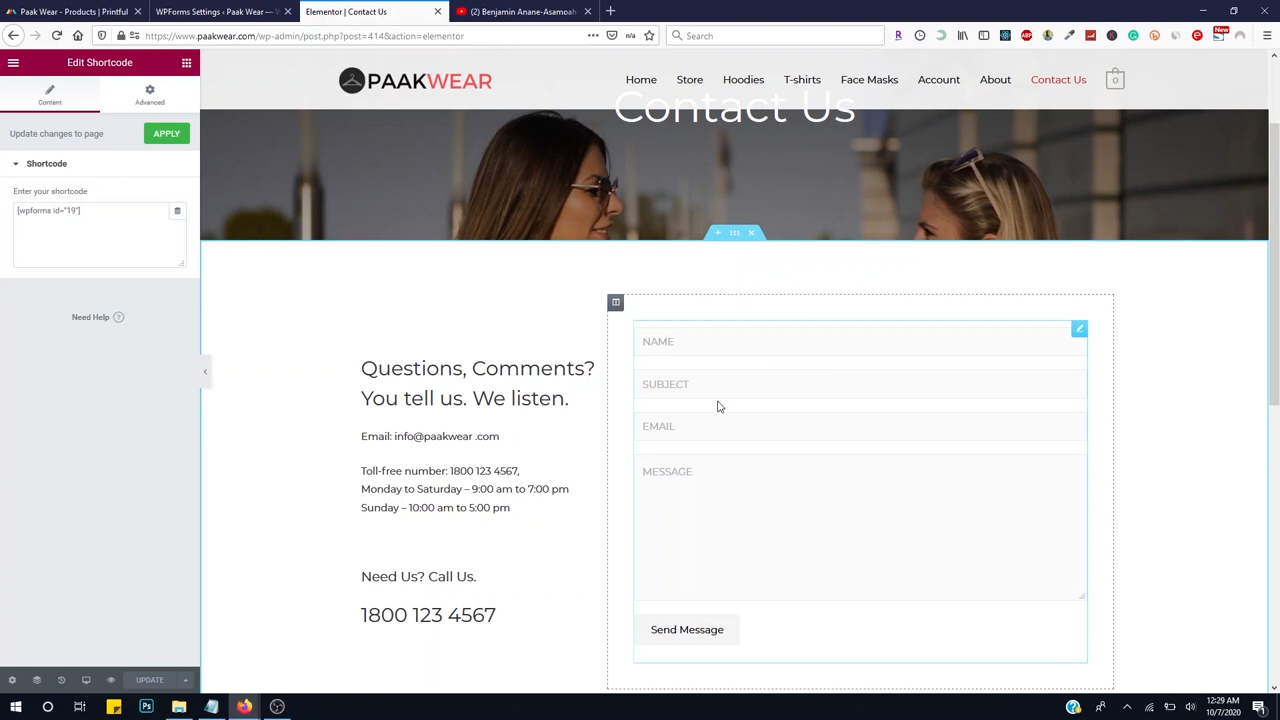 Paak Wear - Products | Printful
WPForms Settings - Paak Wear —
Elementor | Contact Us
(2) Benjamin Anane-Asamoah
https://www.paakwear.com/wp-admin/post.php?post=414&action=elementor
Search
New
Edit Shortcode
Content
Advanced
Update changes to page
APPLY
Shortcode
Enter your shortcode
[wpforms id="19"]
Need Help
UPDATE
PAAKWEAR
Home
Store
Hoodies
T-shirts
Face Masks
Account
About
Contact Us
0
Contact Us
Questions, Comments?
You tell us. We listen.
Email: info@paakwear .com
Toll-free number: 1800 123 4567,
Monday to Saturday – 9:00 am to 7:00 pm
Sunday – 10:00 am to 5:00 pm
Need Us? Call Us.
1800 123 4567
NAME
SUBJECT
EMAIL
MESSAGE
Send Message
12:29 AM
10/7/2020